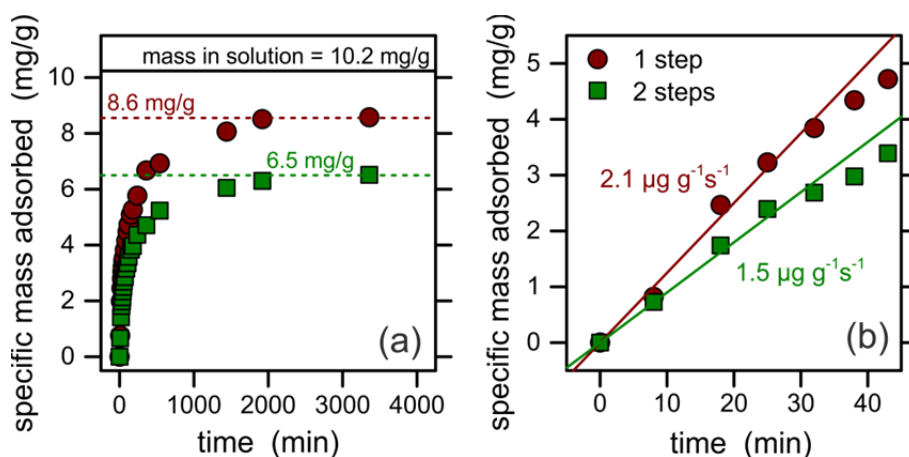 mass in solution = 10.2 mg/g
8.6 mg/g
6.5 mg/g
specific mass adsorbed (mg/g)
10
8
6
4
2
0
(a)
0 1000 2000 3000 4000
time (min)
1 step
2 steps
2.1 µg g⁻¹s⁻¹
1.5 µg g⁻¹s⁻¹
specific mass adsorbed (mg/g)
5
4
3
2
1
0
(b)
0 10 20 30 40
time (min)